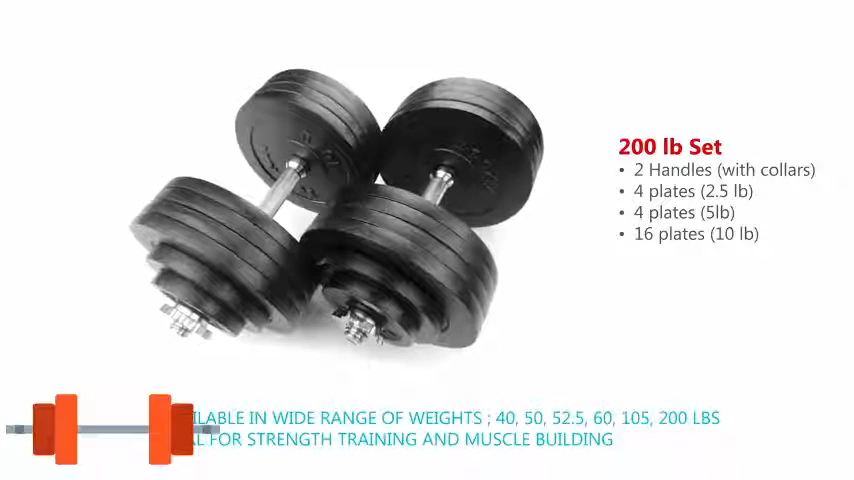 200 lb Set
• 2 Handles (with collars)
• 4 plates (2.5 lb)
• 4 plates (5lb)
• 16 plates (10 lb)
ILABLE IN WIDE RANGE OF WEIGHTS ; 40, 50, 52.5, 60, 105, 200 LBS
L FOR STRENGTH TRAINING AND MUSCLE BUILDING